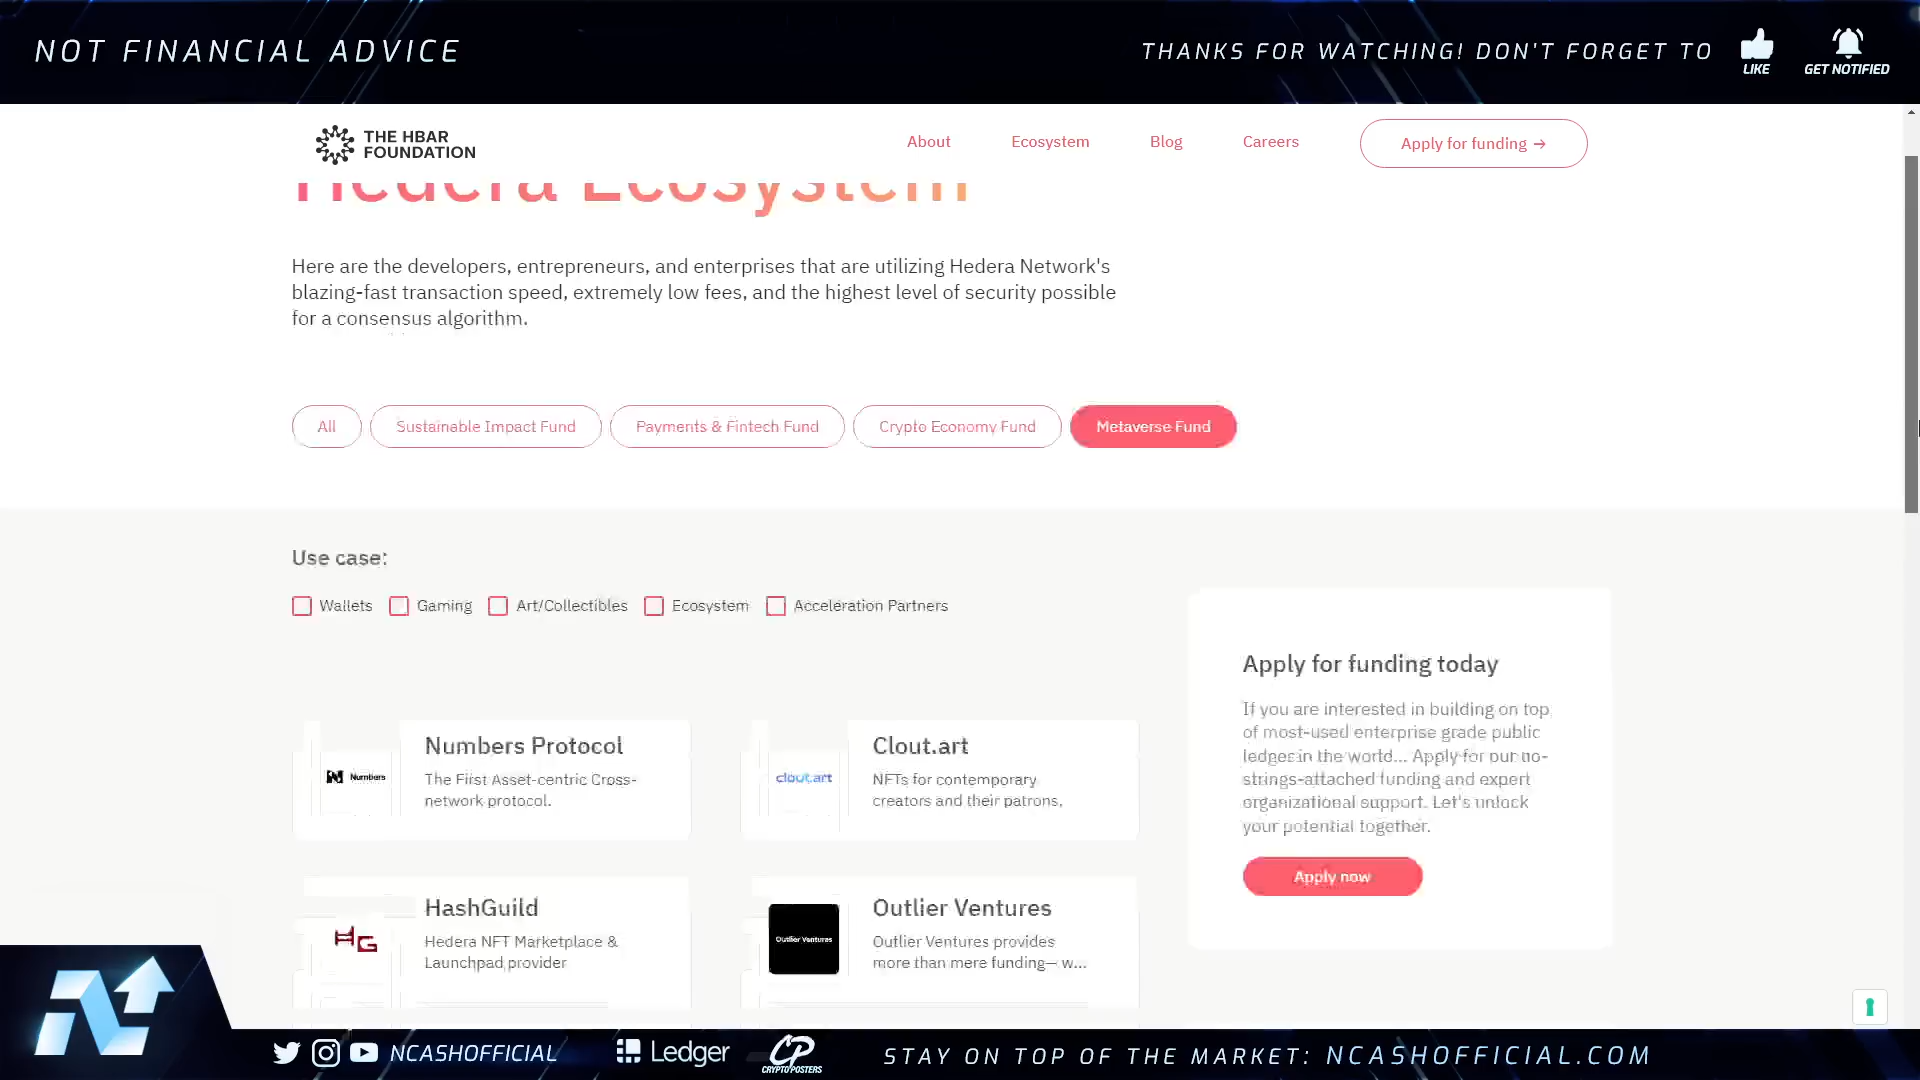 NOT FINANCIAL ADVICE
THANKS FOR WATCHING! DON'T FORGET TO
LIKE
GET NOTIFIED
THE HBAR
FOUNDATION
About
Ecosystem
Blog
Careers
Apply for funding →
Hedera Ecosystem
Here are the developers, entrepreneurs, and enterprises that are utilizing Hedera Network's
blazing-fast transaction speed, extremely low fees, and the highest level of security possible
for a consensus algorithm.
All
Sustainable Impact Fund
Payments & Fintech Fund
Crypto Economy Fund
Metaverse Fund
Use case:
Wallets
Gaming
Art/Collectibles
Ecosystem
Acceleration Partners
Numbers
Numbers Protocol
The First Asset-centric Cross-
network protocol.
clout.art
Clout.art
NFTs for contemporary
creators and their patrons.
HG
HashGuild
Hedera NFT Marketplace &
Launchpad provider
Outlier Ventures
Outlier Ventures
Outlier Ventures provides
more than mere funding— w...
Apply for funding today
If you are interested in building on top
of most-used enterprise grade public
ledger in the world... Apply for our no-
strings-attached funding and expert
organizational support. Let's unlock
your potential together.
Apply now
NCASHOFFICIAL
Ledger
CP
CRYPTOPOSTERS
STAY ON TOP OF THE MARKET: NCASHOFFICIAL.COM